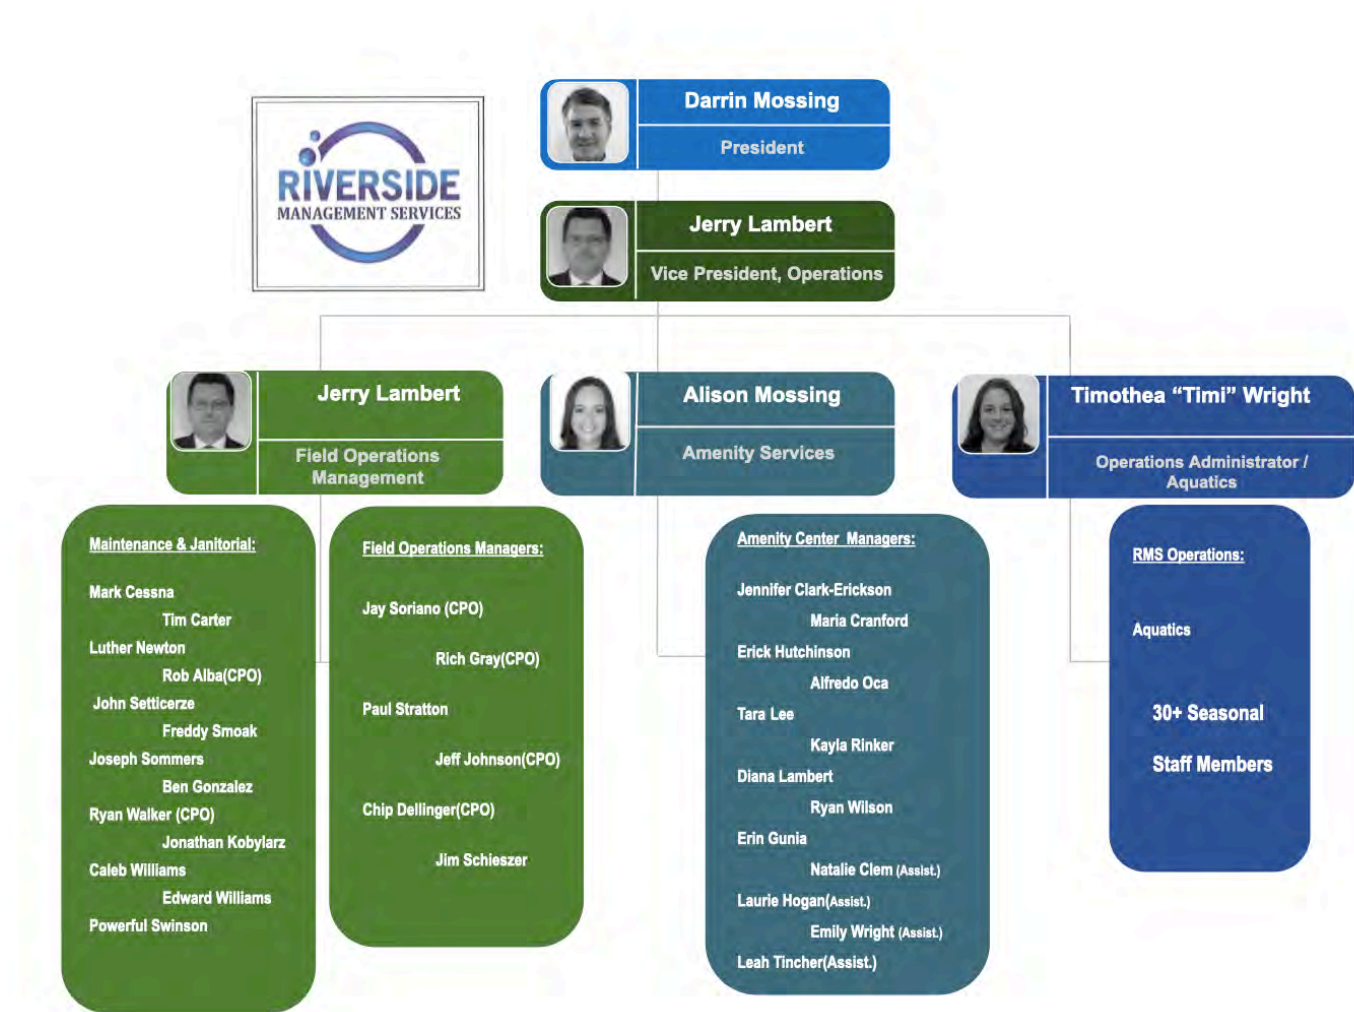 Darrin Mossing
President
RIVERSIDE
MANAGEMENT SERVICES
Jerry Lambert
Vice President, Operations
Jerry Lambert
Field Operations
Management
Alison Mossing
Amenity Services
Timothea “Timi” Wright
Operations Administrator /
Aquatics
Maintenance & Janitorial:
Mark Cessna
Tim Carter
Luther Newton
Rob Alba(CPO)
John Setticerze
Freddy Smoak
Joseph Sommers
Ben Gonzalez
Ryan Walker (CPO)
Jonathan Kobylarz
Caleb Williams
Edward Williams
Powerful Swinson
Field Operations Managers:
Jay Soriano (CPO)
Rich Gray(CPO)
Paul Stratton
Jeff Johnson(CPO)
Chip Dellinger(CPO)
Jim Schieszer
Amenity Center Managers:
Jennifer Clark-Erickson
Maria Cranford
Erick Hutchinson
Alfredo Oca
Tara Lee
Kayla Rinker
Diana Lambert
Ryan Wilson
Erin Gunia
Natalie Clem (Assist.)
Laurie Hogan(Assist.)
Emily Wright (Assist.)
Leah Tincher(Assist.)
RMS Operations:
Aquatics
30+ Seasonal
Staff Members